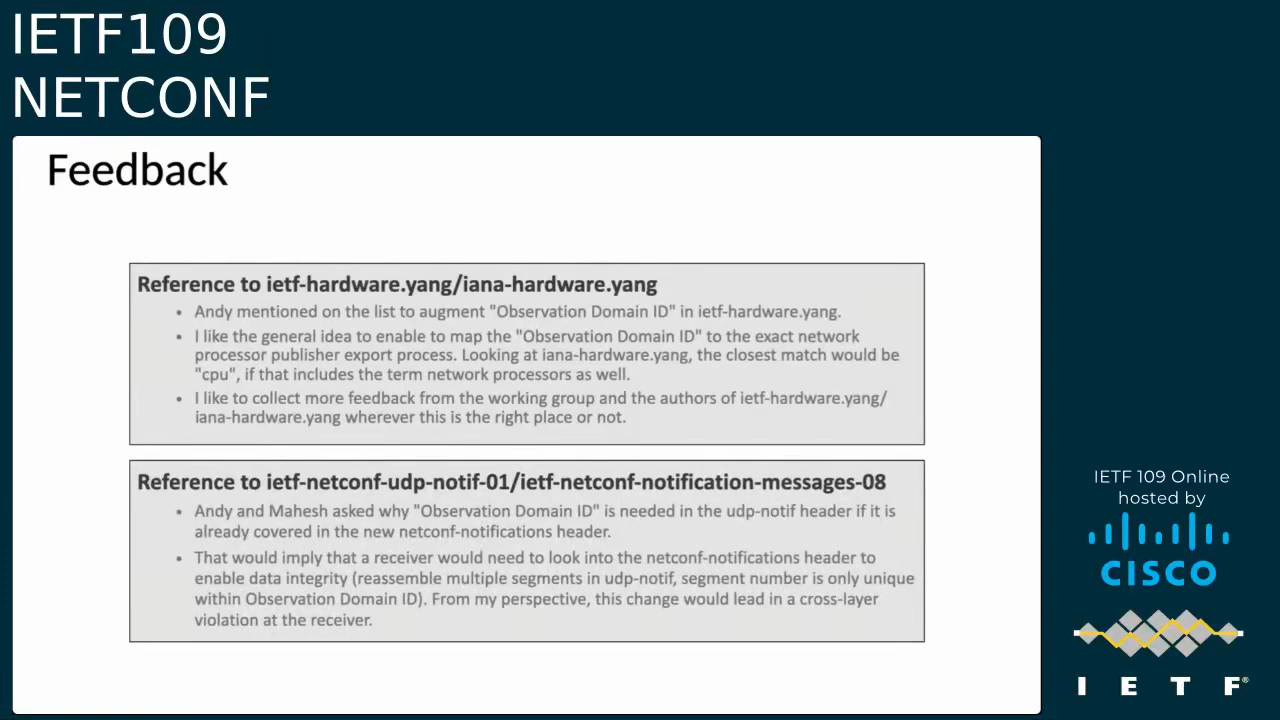 IETF109
NETCONF
Feedback
Reference to ietf-hardware.yang/iana-hardware.yang
• Andy mentioned on the list to augment "Observation Domain ID" in ietf-hardware.yang.
• I like the general idea to enable to map the "Observation Domain ID" to the exact network
processor publisher export process. Looking at iana-hardware.yang, the closest match would be
"cpu", if that includes the term network processors as well.
• I like to collect more feedback from the working group and the authors of ietf-hardware.yang/
iana-hardware.yang wherever this is the right place or not.
Reference to ietf-netconf-udp-notif-01/ietf-netconf-notification-messages-08
• Andy and Mahesh asked why "Observation Domain ID" is needed in the udp-notif header if it is
already covered in the new netconf-notifications header.
• That would imply that a receiver would need to look into the netconf-notifications header to
enable data integrity (reassemble multiple segments in udp-notif, segment number is only unique
within Observation Domain ID). From my perspective, this change would lead in a cross-layer
violation at the receiver.
IETF 109 Online
hosted by
CISCO
I E T F®